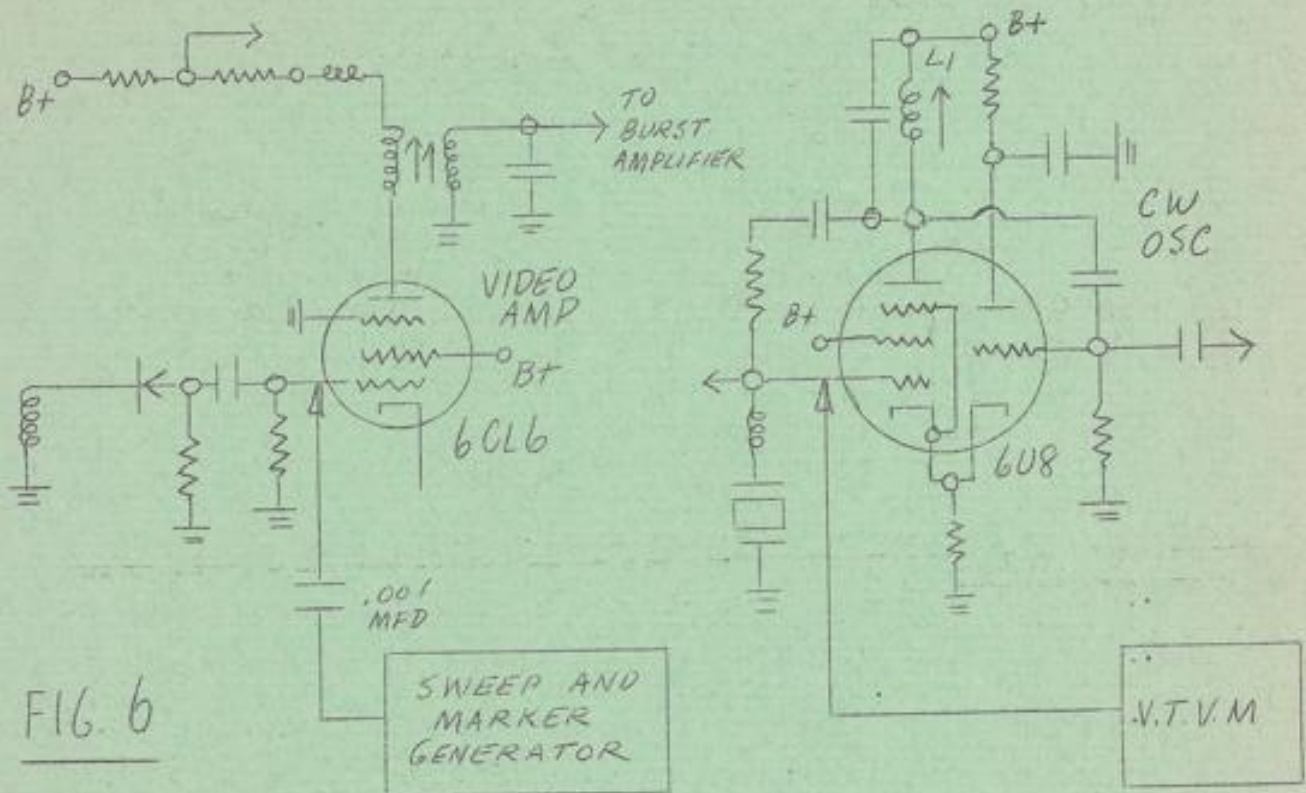 B+
TO
BURST
AMPLIFIER
VIDEO
AMP
B+
6CL6
.001
MFD
SWEEP AND
MARKER
GENERATOR
FIG. 6
B+
L1
CW
OSC
B+
6U8
V.T.V.M